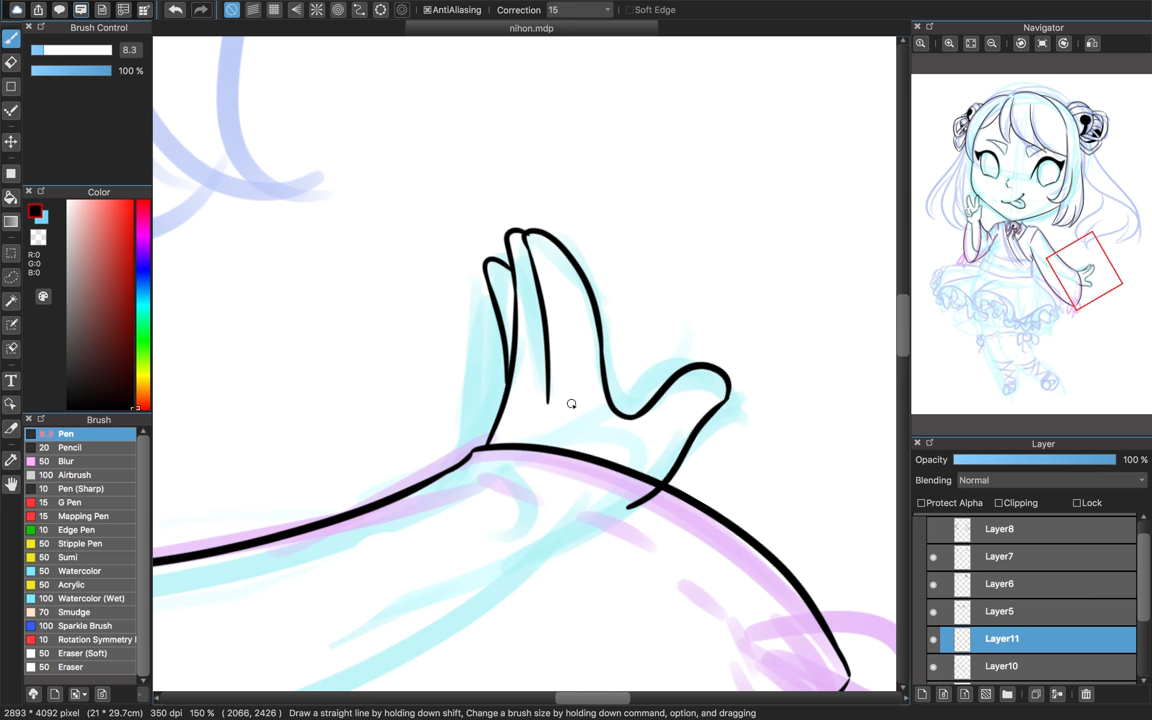 AntiAliasing Correction 15 Soft Edge
Brush Control
nihon.mdp
Navigator
8.3
100 %
Color
R:0
G:0
B:0
Brush
Pen
20 Pencil
50 Blur
100 Airbrush
10 Pen (Sharp)
15 G Pen
15 Mapping Pen
10 Edge Pen
50 Stipple Pen
50 Sumi
50 Watercolor
50 Acrylic
100 Watercolor (Wet)
70 Smudge
100 Sparkle Brush
10 Rotation Symmetry
50 Eraser (Soft)
50 Eraser
Layer
Opacity 100 %
Blending Normal
Protect Alpha Clipping Lock
Layer8
Layer7
Layer6
Layer5
Layer11
Layer10
2893 * 4092 pixel (21 * 29.7cm) 350 dpi 150 % ( 2066, 2426 ) Draw a straight line by holding down shift, Change a brush size by holding down command, option, and dragging